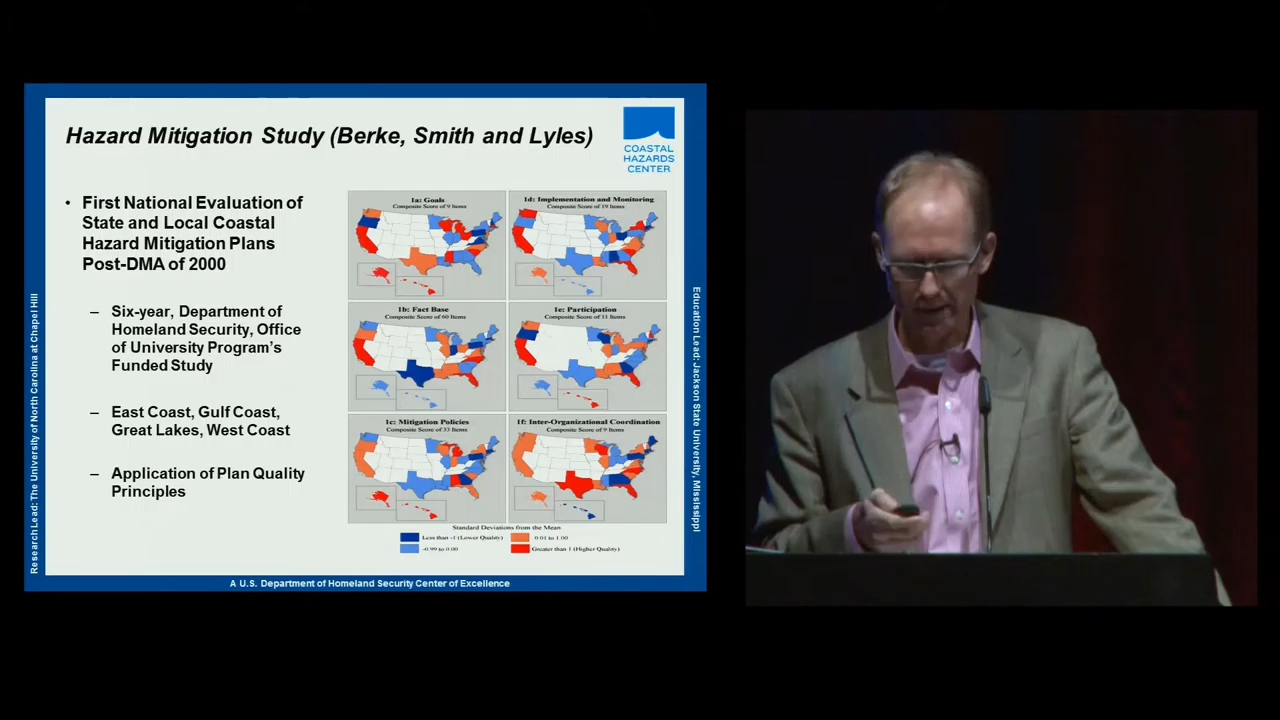 Hazard Mitigation Study (Berke, Smith and Lyles)
COASTAL
HAZARDS
CENTER
• First National Evaluation of
State and Local Coastal
Hazard Mitigation Plans
Post-DMA of 2000
– Six-year, Department of
Homeland Security, Office
of University Program's
Funded Study
– East Coast, Gulf Coast,
Great Lakes, West Coast
– Application of Plan Quality
Principles
1a: Goals
Composite Score of 9 Items
1d: Implementation and Monitoring
Composite Score of 19 Items
1b: Fact Base
Composite Score of 60 Items
1e: Participation
Composite Score of 11 Items
1c: Mitigation Policies
Composite Score of 33 Items
1f: Inter-Organizational Coordination
Composite Score of 9 Items
Standard Deviations from the Mean
Less than -1 (Lower Quality)
0.01 to 1.00
-0.99 to 0.00
Greater than 1 (Higher Quality)
Research Lead: The University of North Carolina at Chapel Hill
Education Lead: Jackson State University, Mississippi
A U.S. Department of Homeland Security Center of Excellence